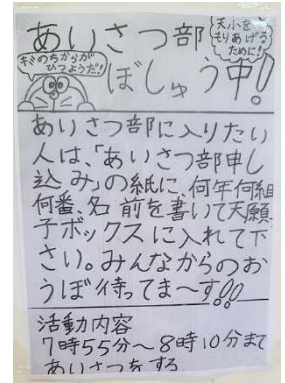 あいさつ部
ぼしゅう中!
キミのちからが
ひつようだ!
天小を
もりあげる
ために!
あいさつ部に入りたい
人は、「あいさつ部申し
込み」の紙に、何年何組
何番、名前を書いて天願
子ボックスに入れて下
さい。みんなからのお
うぼ待ってま〜す!!
活動内容
7時55分〜8時10分まで
あいさつをする